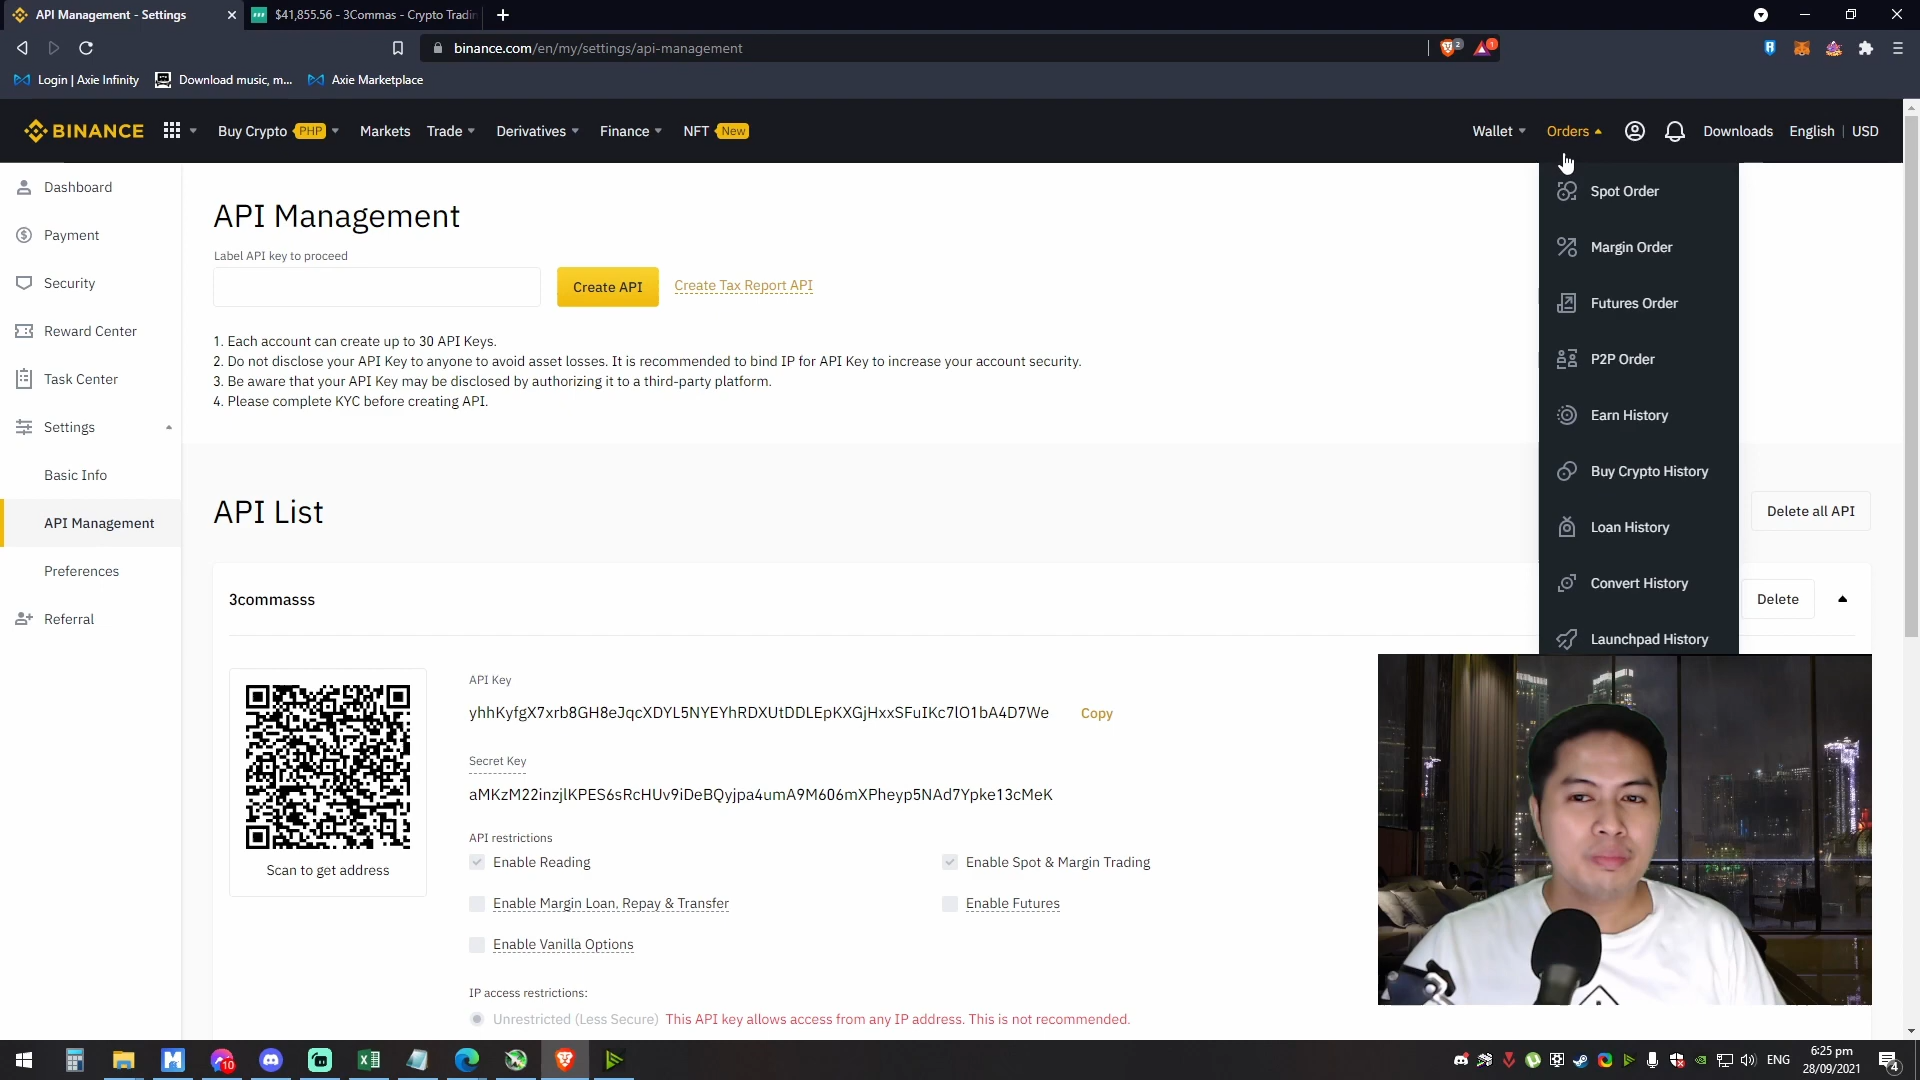 API Management - Settings
$41,855.56 - 3Commas - Crypto Tradin
binance.com/en/my/settings/api-management
2
1
Login | Axie Infinity
Download music, m...
Axie Marketplace
BINANCE
Buy Crypto PHP
Markets
Trade
Derivatives
Finance
NFT New
Wallet
Orders
Downloads
English
USD
Dashboard
Payment
Security
Reward Center
Task Center
Settings
Basic Info
API Management
Preferences
Referral
API Management
Label API key to proceed
Create API
Create Tax Report API
1. Each account can create up to 30 API Keys.
2. Do not disclose your API Key to anyone to avoid asset losses. It is recommended to bind IP for API Key to increase your account security.
3. Be aware that your API Key may be disclosed by authorizing it to a third-party platform.
4. Please complete KYC before creating API.
Spot Order
Margin Order
Futures Order
P2P Order
Earn History
Buy Crypto History
Loan History
Convert History
Launchpad History
API List
Delete all API
3commasss
Delete
Scan to get address
API Key
yhhKyfgX7xrb8GH8eJqcXDYL5NYEYhRDXUtDDLEpKXGjHxxSFuIKc7lO1bA4D7We
Copy
Secret Key
aMKzM22inzjlKPES6sRcHUv9iDeBQyjpa4umA9M606mXPheyp5NAd7Ypke13cMeK
API restrictions
Enable Reading
Enable Spot & Margin Trading
Enable Margin Loan, Repay & Transfer
Enable Futures
Enable Vanilla Options
IP access restrictions:
Unrestricted (Less Secure) This API key allows access from any IP address. This is not recommended.
10
ENG
6:25 pm
28/09/2021
4